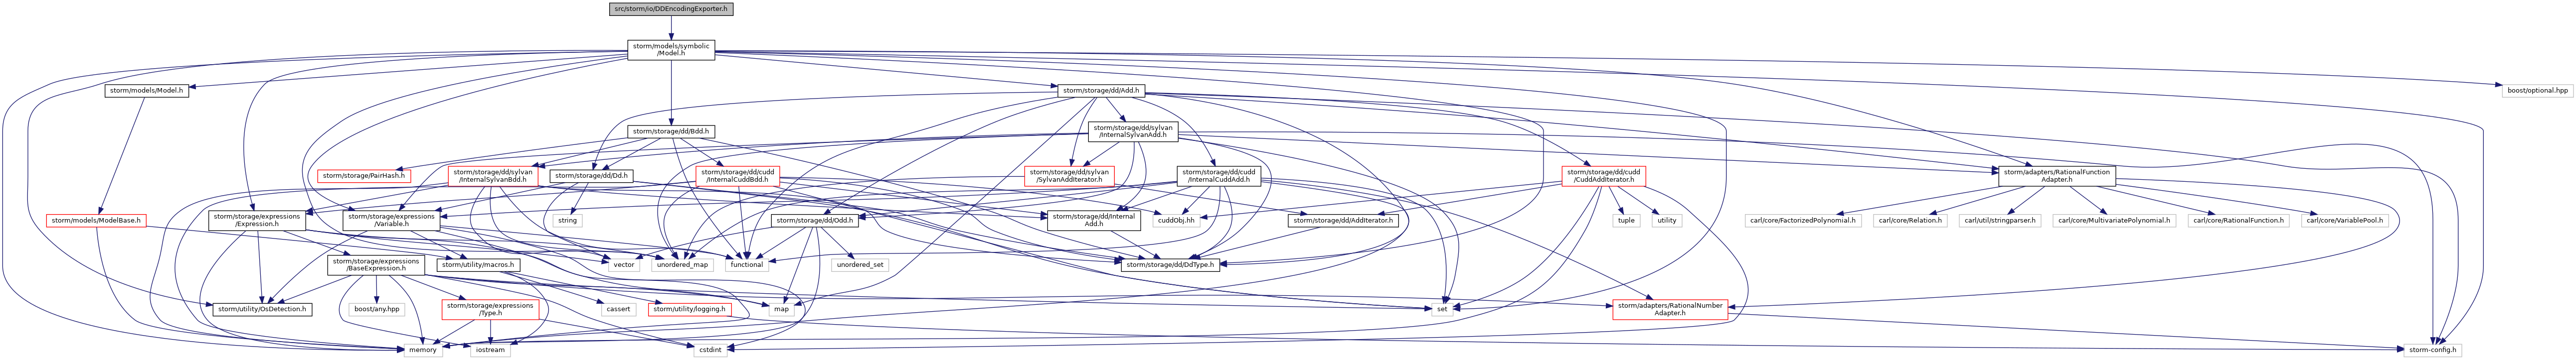 src/storm/io/DDEncodingExporter.h
storm/models/symbolic
/Model.h
storm/models/Model.h
storm/storage/dd/Add.h
boost/optional.hpp
storm/storage/dd/Bdd.h
storm/storage/dd/sylvan
/InternalSylvanAdd.h
storm/storage/PairHash.h
storm/storage/dd/sylvan
/InternalSylvanBdd.h
storm/storage/dd/Dd.h
storm/storage/dd/cudd
/InternalCuddBdd.h
storm/storage/dd/sylvan
/SylvanAddIterator.h
storm/storage/dd/cudd
/InternalCuddAdd.h
storm/storage/dd/cudd
/CuddAddIterator.h
storm/adapters/RationalFunction
Adapter.h
storm/models/ModelBase.h
storm/storage/expressions
/Expression.h
storm/storage/expressions
/Variable.h
string
storm/storage/dd/Odd.h
storm/storage/dd/Internal
Add.h
cuddObj.hh
storm/storage/dd/AddIterator.h
tuple
utility
carl/core/FactorizedPolynomial.h
carl/core/Relation.h
carl/util/stringparser.h
carl/core/MultivariatePolynomial.h
carl/core/RationalFunction.h
carl/core/VariablePool.h
storm/storage/expressions
/BaseExpression.h
storm/utility/macros.h
vector
unordered_map
functional
unordered_set
storm/storage/dd/DdType.h
storm/utility/OsDetection.h
boost/any.hpp
storm/storage/expressions
/Type.h
cassert
storm/utility/logging.h
map
set
storm/adapters/RationalNumber
Adapter.h
memory
iostream
cstdint
storm-config.h